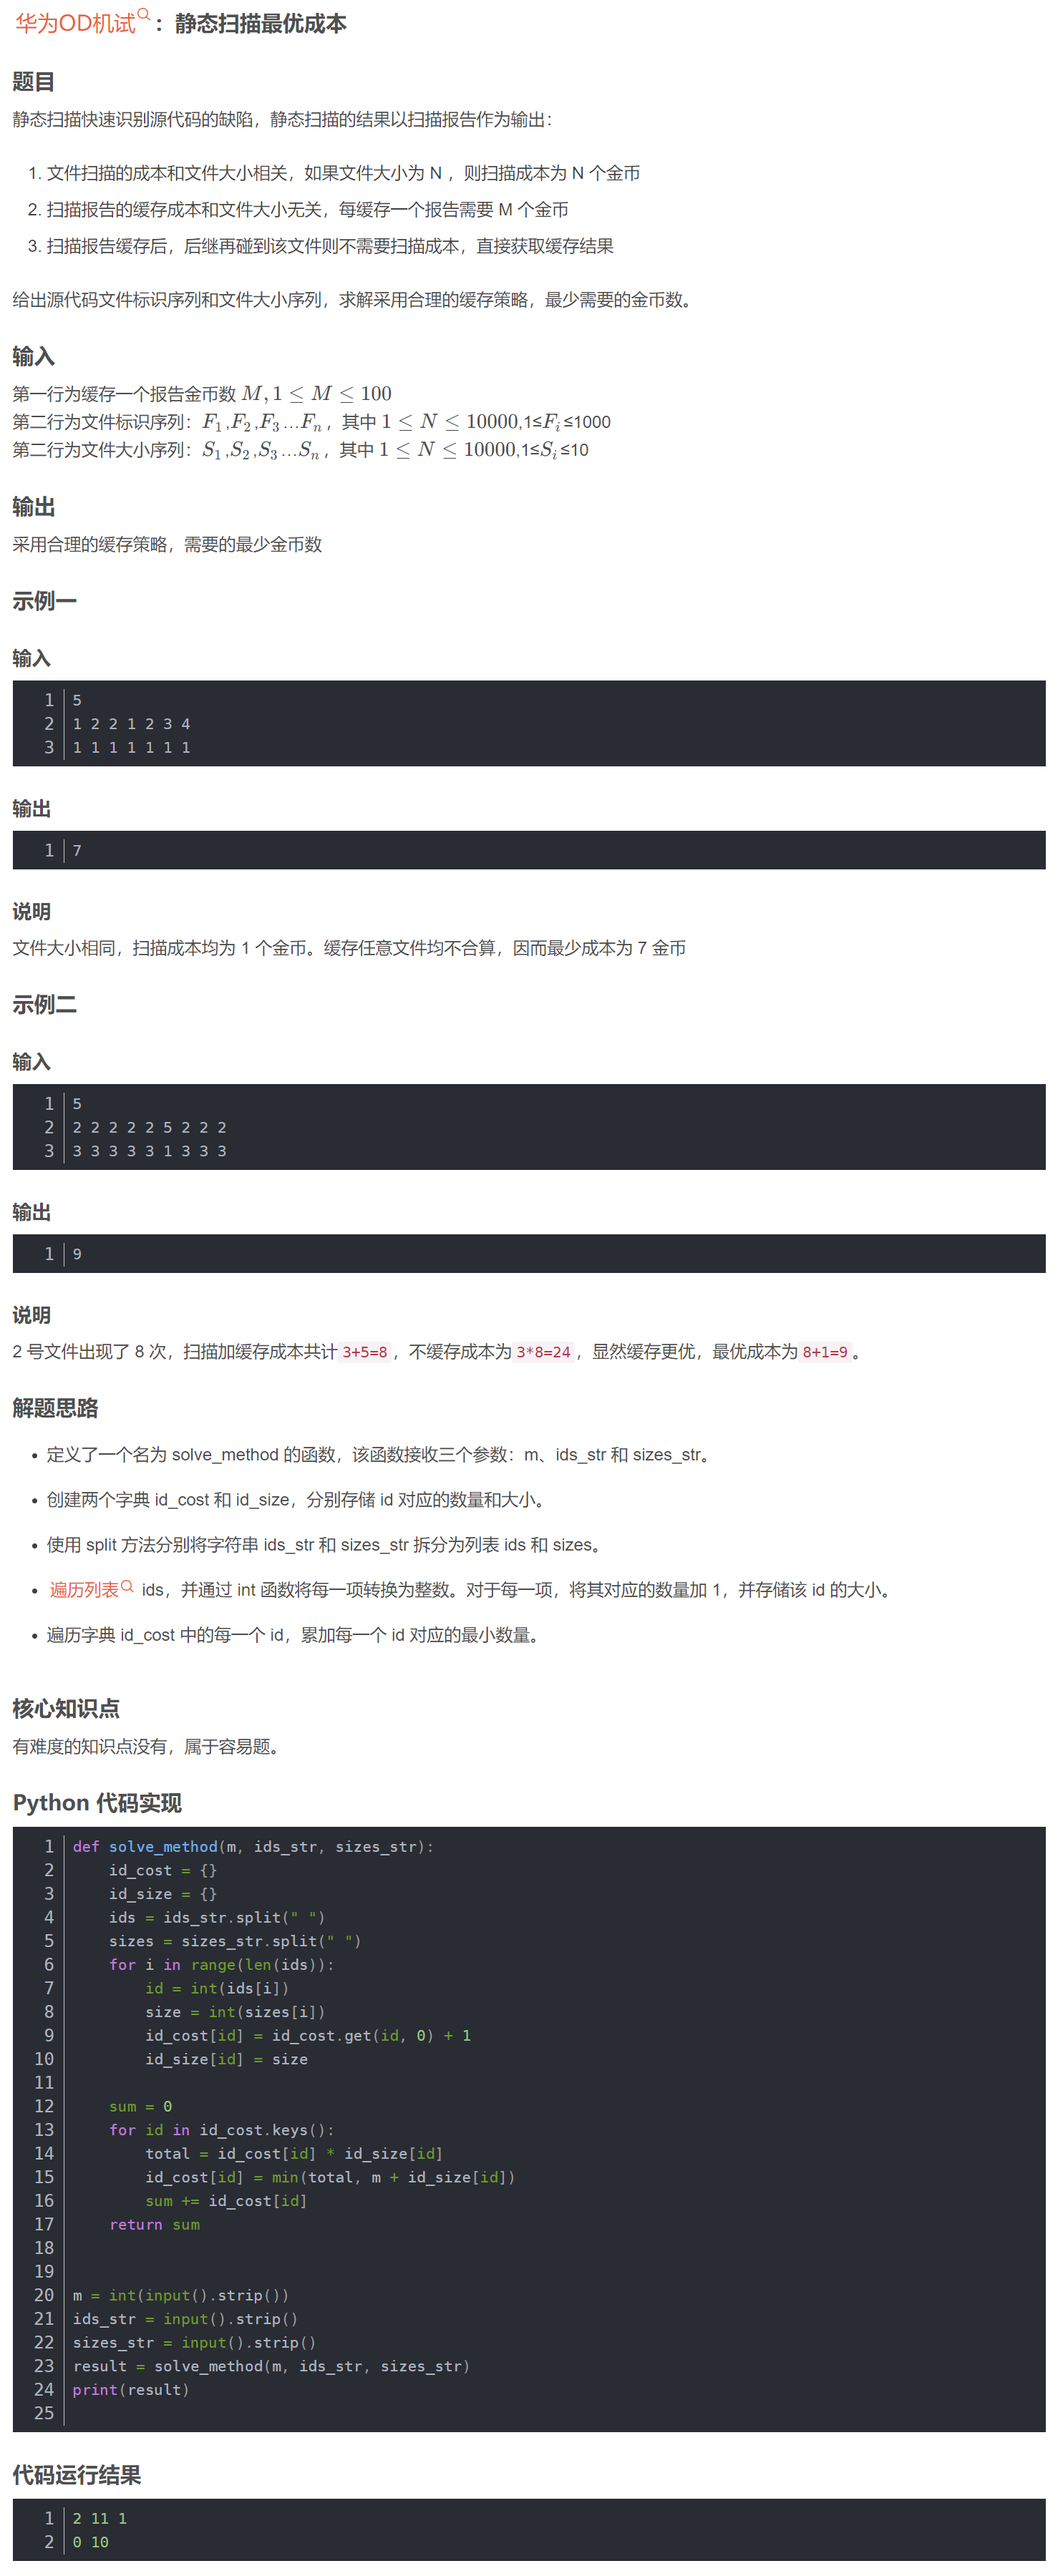 华为OD机试：静态扫描最优成本
题目
静态扫描快速识别源代码的缺陷，静态扫描的结果以扫描报告作为输出：
1. 文件扫描的成本和文件大小相关，如果文件大小为 N ，则扫描成本为 N 个金币
2. 扫描报告的缓存成本和文件大小无关，每缓存一个报告需要 M 个金币
3. 扫描报告缓存后，后继再碰到该文件则不需要扫描成本，直接获取缓存结果
给出源代码文件标识序列和文件大小序列，求解采用合理的缓存策略，最少需要的金币数。
输入
第一行为缓存一个报告金币数 M, 1 ≤ M ≤ 100
第二行为文件标识序列：F₁ ,F₂ ,F₃ …Fₙ ，其中 1 ≤ N ≤ 10000,1≤Fᵢ ≤1000
第二行为文件大小序列：S₁ ,S₂ ,S₃ …Sₙ ，其中 1 ≤ N ≤ 10000,1≤Sᵢ ≤10
输出
采用合理的缓存策略，需要的最少金币数
示例一
输入
1 5
2 1 2 2 1 2 3 4
3 1 1 1 1 1 1 1
输出
1 7
说明
文件大小相同，扫描成本均为 1 个金币。缓存任意文件均不合算，因而最少成本为 7 金币
示例二
输入
1 5
2 2 2 2 2 2 5 2 2 2
3 3 3 3 3 3 1 3 3 3
输出
1 9
说明
2 号文件出现了 8 次，扫描加缓存成本共计 3+5=8 ，不缓存成本为 3*8=24 ，显然缓存更优，最优成本为 8+1=9 。
解题思路
• 定义了一个名为 solve_method 的函数，该函数接收三个参数：m、ids_str 和 sizes_str。
• 创建两个字典 id_cost 和 id_size，分别存储 id 对应的数量和大小。
• 使用 split 方法分别将字符串 ids_str 和 sizes_str 拆分为列表 ids 和 sizes。
• 遍历列表 ids，并通过 int 函数将每一项转换为整数。对于每一项，将其对应的数量加 1，并存储该 id 的大小。
• 遍历字典 id_cost 中的每一个 id，累加每一个 id 对应的最小数量。
核心知识点
有难度的知识点没有，属于容易题。
Python 代码实现
1 def solve_method(m, ids_str, sizes_str):
2     id_cost = {}
3     id_size = {}
4     ids = ids_str.split(" ")
5     sizes = sizes_str.split(" ")
6     for i in range(len(ids)):
7         id = int(ids[i])
8         size = int(sizes[i])
9         id_cost[id] = id_cost.get(id, 0) + 1
10         id_size[id] = size
11
12     sum = 0
13     for id in id_cost.keys():
14         total = id_cost[id] * id_size[id]
15         id_cost[id] = min(total, m + id_size[id])
16         sum += id_cost[id]
17     return sum
18
19
20 m = int(input().strip())
21 ids_str = input().strip()
22 sizes_str = input().strip()
23 result = solve_method(m, ids_str, sizes_str)
24 print(result)
25
代码运行结果
1 2 11 1
2 0 10